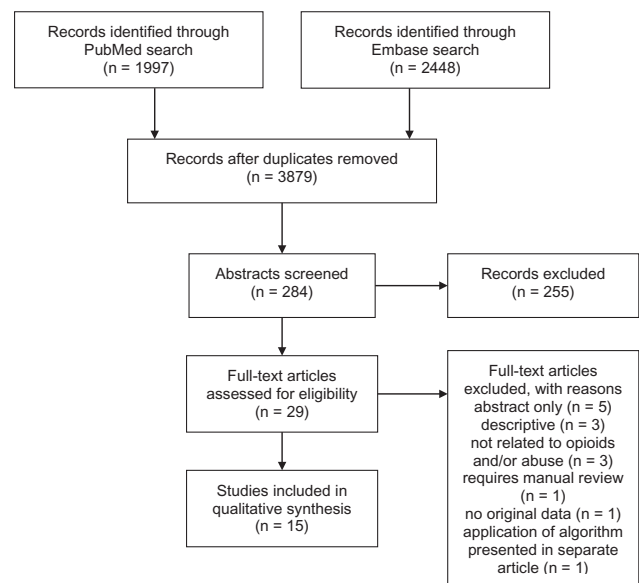 Records identified through
PubMed search
(n = 1997)
Records identified through
Embase search
(n = 2448)
Records after duplicates removed
(n = 3879)
Abstracts screened
(n = 284)
Records excluded
(n = 255)
Full-text articles
assessed for eligibility
(n = 29)
Full-text articles
excluded, with reasons
abstract only (n = 5)
descriptive (n = 3)
not related to opioids
and/or abuse (n = 3)
requires manual review
(n = 1)
no original data (n = 1)
application of algorithm
presented in separate
article (n = 1)
Studies included in
qualitative synthesis
(n = 15)